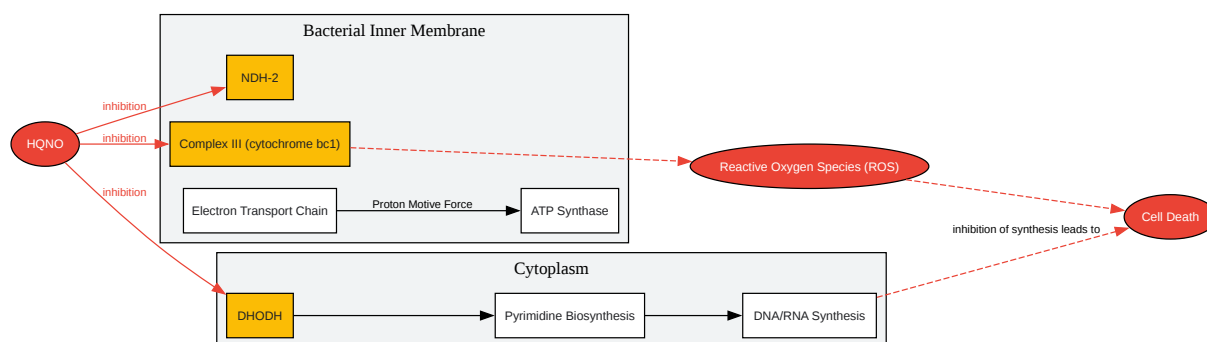 Bacterial Inner Membrane
NDH-2
inhibition
HQNO
inhibition
Complex III (cytochrome bc1)
Reactive Oxygen Species (ROS)
inhibition
Electron Transport Chain
Proton Motive Force
ATP Synthase
Cell Death
inhibition of synthesis leads to
Cytoplasm
DHODH
Pyrimidine Biosynthesis
DNA/RNA Synthesis